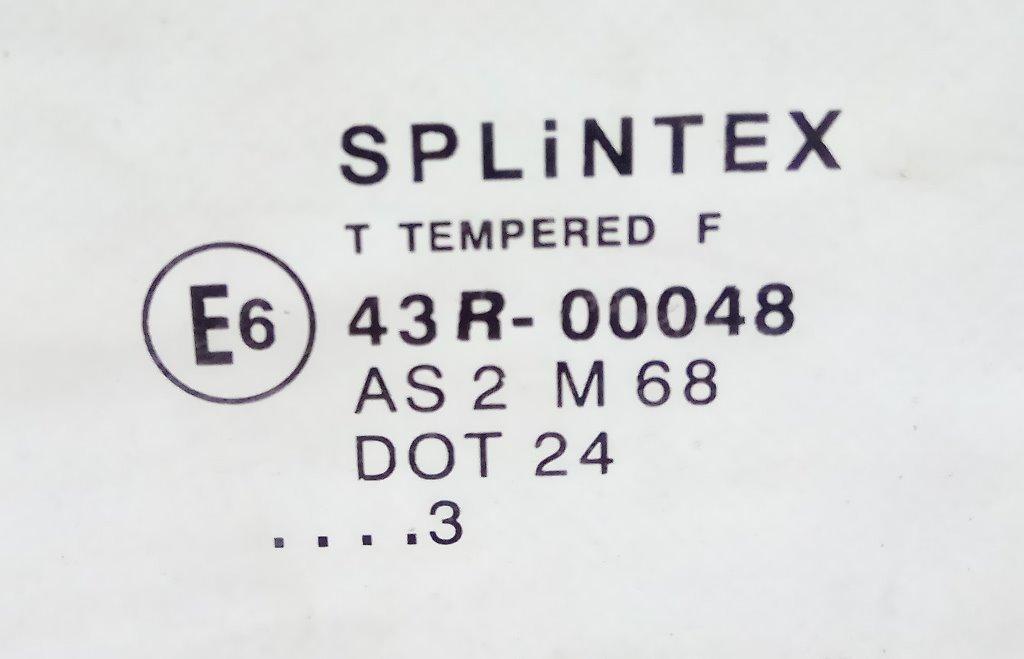 SPLiNTEX
T TEMPERED F
E6 43R-00048
AS 2 M 68
DOT 24
....3